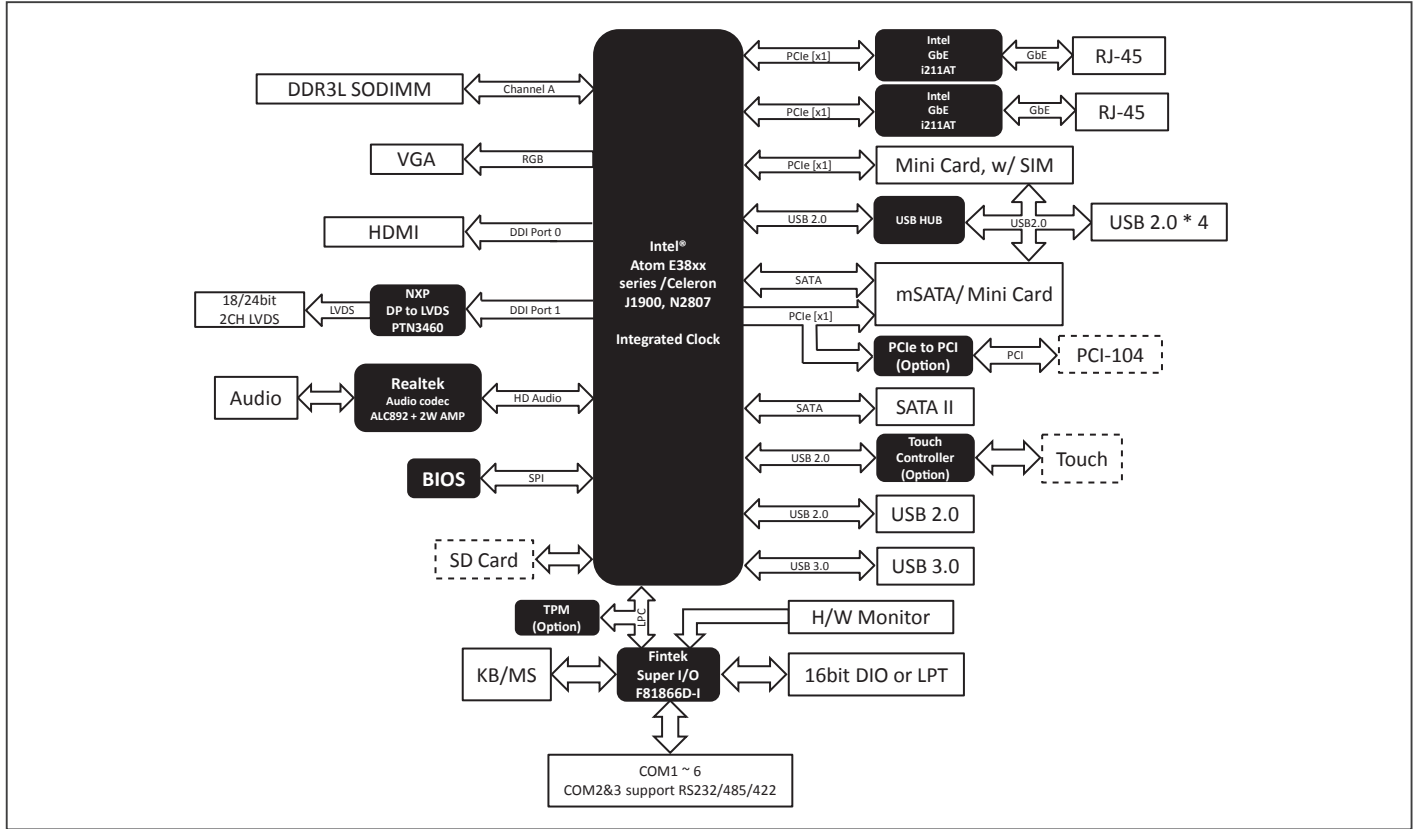 DDR3L SODIMM
Channel A
VGA
RGB
HDMI
DDI Port 0
18/24bit
2CH LVDS
LVDS
NXP
DP to LVDS
PTN3460
DDI Port 1
Audio
Realtek
Audio codec
ALC892 + 2W AMP
HD Audio
BIOS
SPI
SD Card
Intel®
Atom E38xx
series /Celeron
J1900, N2807
Integrated Clock
PCIe [x1]
Intel
GbE
i211AT
GbE
RJ-45
PCIe [x1]
Intel
GbE
i211AT
GbE
RJ-45
PCIe [x1]
Mini Card, w/ SIM
USB 2.0
USB HUB
USB2.0
USB 2.0 * 4
SATA
mSATA/ Mini Card
PCIe [x1]
PCIe to PCI
(Option)
PCI
PCI-104
SATA
SATA II
USB 2.0
Touch
Controller
(Option)
Touch
USB 2.0
USB 2.0
USB 3.0
USB 3.0
TPM
(Option)
LPC
H/W Monitor
KB/MS
Fintek
Super I/O
F81866D-I
16bit DIO or LPT
COM1 ~ 6
COM2&3 support RS232/485/422